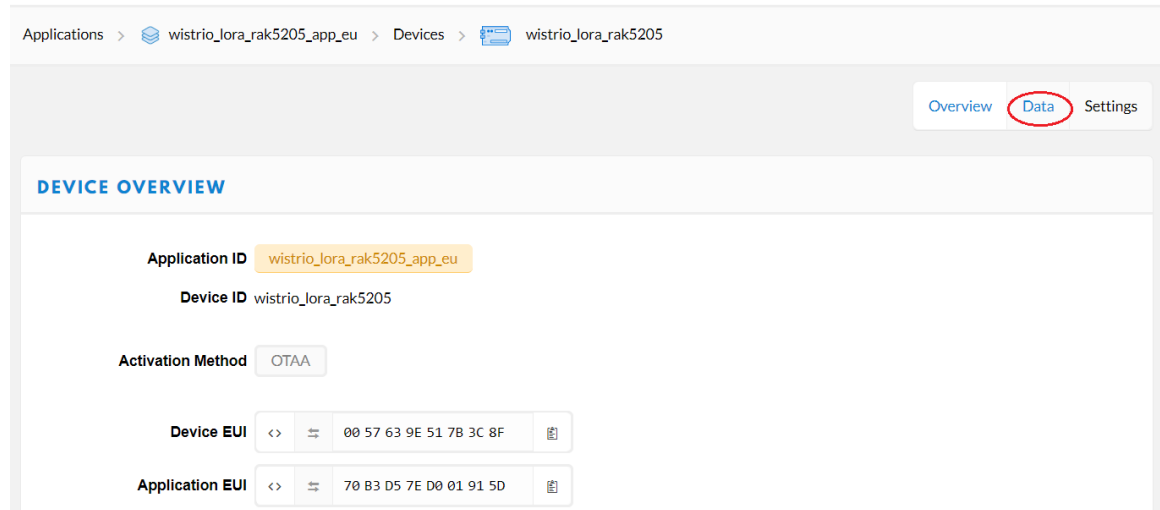 Applications > wistrio_lora_rak5205_app_eu > Devices > wistrio_lora_rak5205
Overview Data Settings
DEVICE OVERVIEW
Application ID wistrio_lora_rak5205_app_eu
Device ID wistrio_lora_rak5205
Activation Method OTAA
Device EUI <> 00 57 63 9E 51 7B 3C 8F
Application EUI <> 70 B3 D5 7E D0 01 91 5D